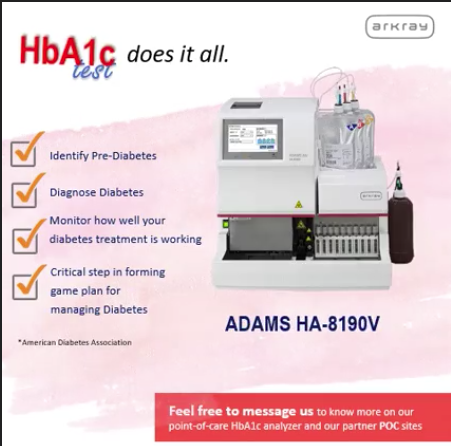 arkray
HbA1c
test
does it all.
Identify Pre-Diabetes
Diagnose Diabetes
Monitor how well your
diabetes treatment is working
Critical step in forming
game plan for
managing Diabetes
*American Diabetes Association
arkray
ADAMS HA-8190V
Feel free to message us to know more on our
point-of-care HbA1c analyzer and our partner POC sites